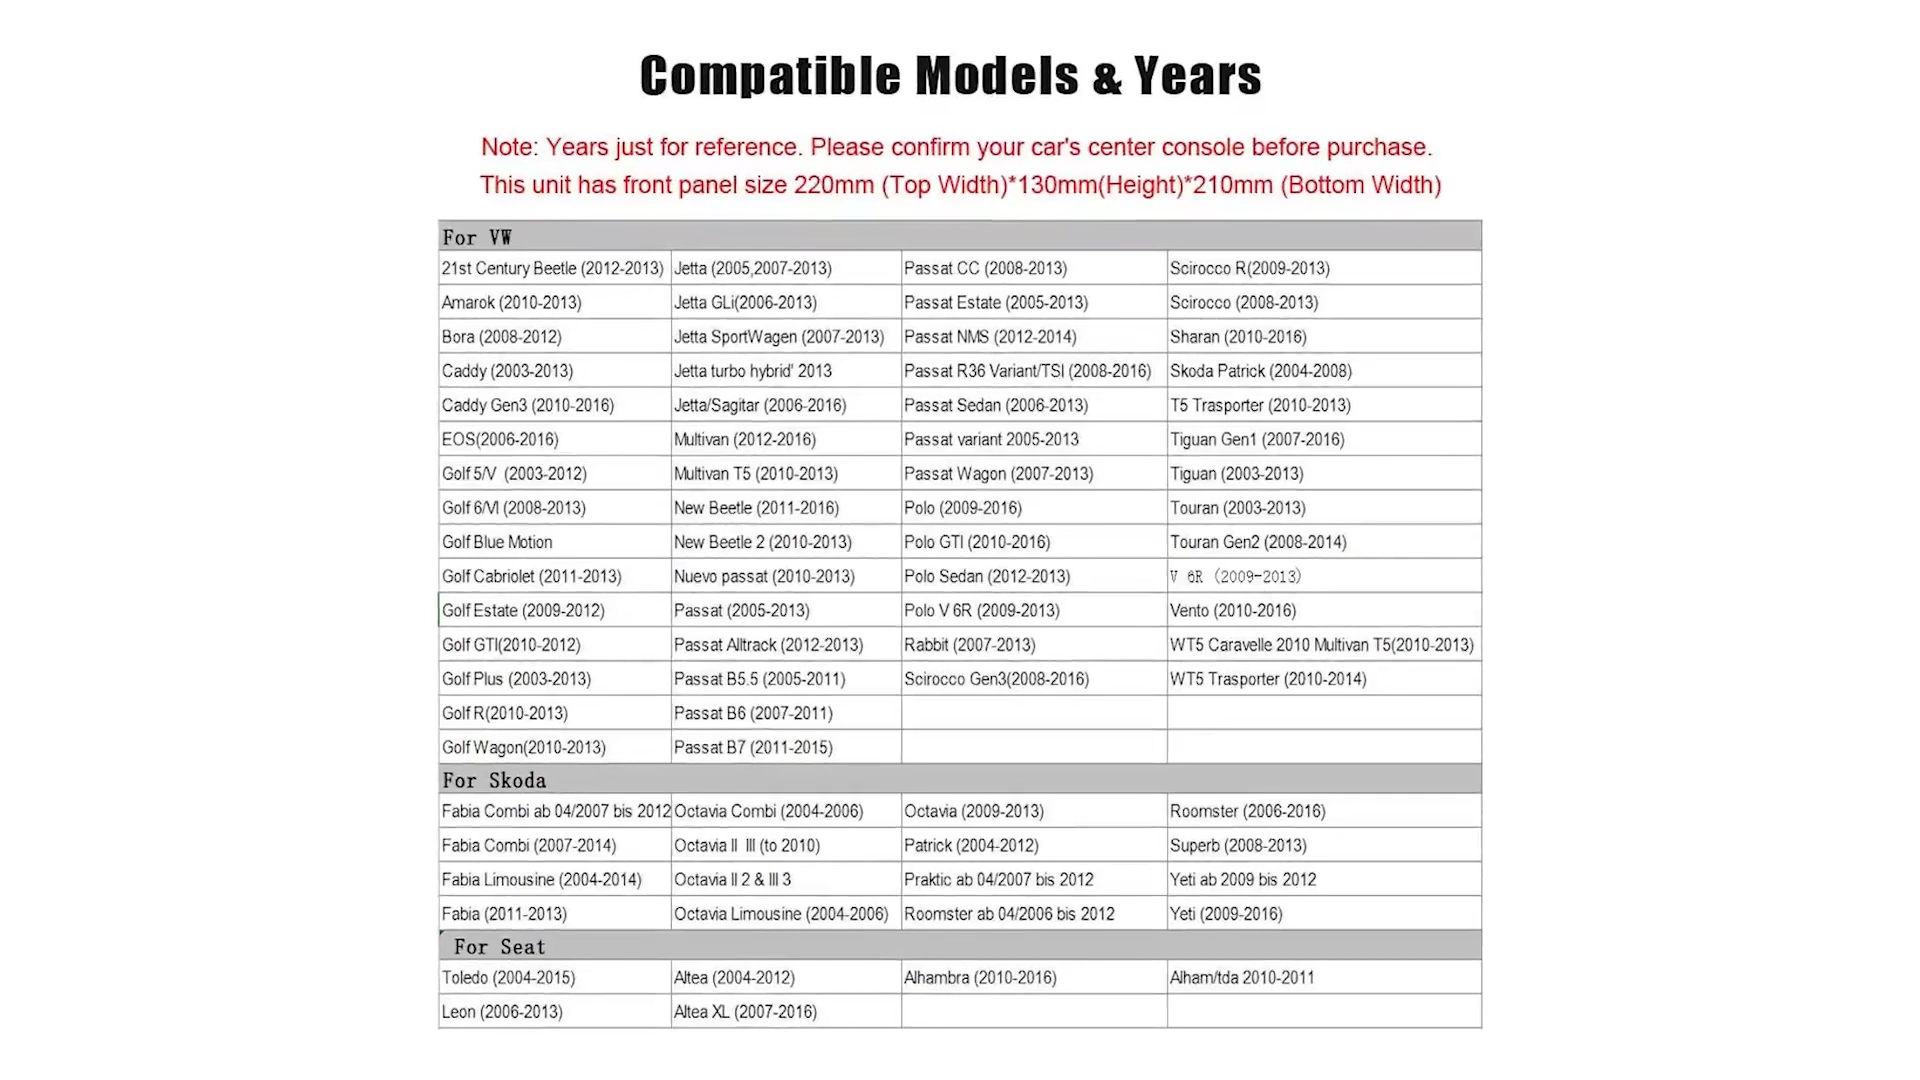 Compatible Models & Years
Note: Years just for reference. Please confirm your car's center console before purchase.
This unit has front panel size 220mm (Top Width)*130mm(Height)*210mm (Bottom Width)
For VW
21st Century Beetle (2012-2013) Jetta (2005,2007-2013) Passat CC (2008-2013) Scirocco R(2009-2013)
Amarok (2010-2013) Jetta GLi(2006-2013) Passat Estate (2005-2013) Scirocco (2008-2013)
Bora (2008-2012) Jetta SportWagen (2007-2013) Passat NMS (2012-2014) Sharan (2010-2016)
Caddy (2003-2013) Jetta turbo hybrid' 2013 Passat R36 Variant/TSI (2008-2016) Skoda Patrick (2004-2008)
Caddy Gen3 (2010-2016) Jetta/Sagitar (2006-2016) Passat Sedan (2006-2013) T5 Trasporter (2010-2013)
EOS(2006-2016) Multivan (2012-2016) Passat variant 2005-2013 Tiguan Gen1 (2007-2016)
Golf 5/V (2003-2012) Multivan T5 (2010-2013) Passat Wagon (2007-2013) Tiguan (2003-2013)
Golf 6/VI (2008-2013) New Beetle (2011-2016) Polo (2009-2016) Touran (2003-2013)
Golf Blue Motion New Beetle 2 (2010-2013) Polo GTI (2010-2016) Touran Gen2 (2008-2014)
Golf Cabriolet (2011-2013) Nuevo passat (2010-2013) Polo Sedan (2012-2013) V 6R (2009-2013)
Golf Estate (2009-2012) Passat (2005-2013) Polo V 6R (2009-2013) Vento (2010-2016)
Golf GTI(2010-2012) Passat Alltrack (2012-2013) Rabbit (2007-2013) WT5 Caravelle 2010 Multivan T5(2010-2013)
Golf Plus (2003-2013) Passat B5.5 (2005-2011) Scirocco Gen3(2008-2016) WT5 Trasporter (2010-2014)
Golf R(2010-2013) Passat B6 (2007-2011)
Golf Wagon(2010-2013) Passat B7 (2011-2015)
For Skoda
Fabia Combi ab 04/2007 bis 2012 Octavia Combi (2004-2006) Octavia (2009-2013) Roomster (2006-2016)
Fabia Combi (2007-2014) Octavia II III (to 2010) Patrick (2004-2012) Superb (2008-2013)
Fabia Limousine (2004-2014) Octavia II 2 & III 3 Praktic ab 04/2007 bis 2012 Yeti ab 2009 bis 2012
Fabia (2011-2013) Octavia Limousine (2004-2006) Roomster ab 04/2006 bis 2012 Yeti (2009-2016)
For Seat
Toledo (2004-2015) Altea (2004-2012) Alhambra (2010-2016) Alham/tda 2010-2011
Leon (2006-2013) Altea XL (2007-2016)